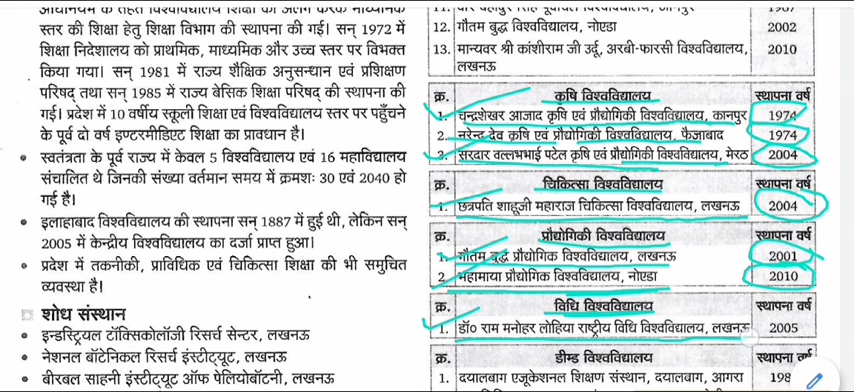 स्तर की शिक्षा हेतु शिक्षा विभाग की स्थापना की गई। सन् 1972 में
शिक्षा निदेशालय को प्राथमिक, माध्यमिक और उच्च स्तर पर विभक्त
किया गया। सन् 1981 में राज्य शैक्षिक अनुसन्धान एवं प्रशिक्षण
परिषद् तथा सन् 1985 में राज्य बेसिक शिक्षा परिषद् की स्थापना की
गई। प्रदेश में 10 वर्षीय स्कूली शिक्षा एवं विश्वविद्यालय स्तर पर पहुँचने
के पूर्व दो वर्ष इण्टरमीडिएट शिक्षा का प्रावधान है।
• स्वतंत्रता के पूर्व राज्य में केवल 5 विश्वविद्यालय एवं 16 महाविद्यालय
संचालित थे जिनकी संख्या वर्तमान समय में क्रमशः 30 एवं 2040 हो
गई है।
• इलाहाबाद विश्वविद्यालय की स्थापना सन् 1887 में हुई थी, लेकिन सन्
2005 में केन्द्रीय विश्वविद्यालय का दर्जा प्राप्त हुआ।
• प्रदेश में तकनीकी, प्राविधिक एवं चिकित्सा शिक्षा की भी समुचित
व्यवस्था है।
शोध संस्थान
• इन्डस्ट्रियल टॉक्सिकोलॉजी रिसर्च सेन्टर, लखनऊ
• नेशनल बॉटेनिकल रिसर्च इंस्टीट्यूट, लखनऊ
• बीरबल साहनी इंस्टीट्यूट ऑफ पेलियोबॉटनी, लखनऊ
12. गौतम बुद्ध विश्वविद्यालय, नोएडा 2002
13. मान्यवर श्री कांशीराम जी उर्दू, अरबी-फारसी विश्वविद्यालय, 2010
लखनऊ
क्र. कृषि विश्वविद्यालय स्थापना वर्ष
1. चन्द्रशेखर आजाद कृषि एवं प्रौद्योगिकी विश्वविद्यालय, कानपुर 1974
2. नरेन्द्र देव कृषि एवं प्रौद्योगिकी विश्वविद्यालय, फैजाबाद 1974
3. सरदार वल्लभभाई पटेल कृषि एवं प्रौद्योगिकी विश्वविद्यालय, मेरठ 2004
क्र. चिकित्सा विश्वविद्यालय स्थापना वर्ष
1. छत्रपति शाहूजी महाराज चिकित्सा विश्वविद्यालय, लखनऊ 2004
क्र. प्रौद्योगिकी विश्वविद्यालय स्थापना वर्ष
1. गौतम बुद्ध प्रौद्योगिक विश्वविद्यालय, लखनऊ 2001
2. महामाया प्रौद्योगिक विश्वविद्यालय, नोएडा 2010
क्र. विधि विश्वविद्यालय स्थापना वर्ष
1. डॉ० राम मनोहर लोहिया राष्ट्रीय विधि विश्वविद्यालय, लखनऊ 2005
क्र. डीम्ड विश्वविद्यालय स्थापना वर्ष
1. दयालबाग एजूकेशनल शिक्षण संस्थान, दयालबाग, आगरा 198